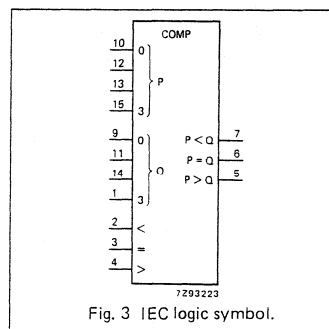 COMP
10 0
12
13 P
15 3
9 0
11
14 Q
1 3
2 <
3 =
4 >
P < Q 7
P = Q 6
P > Q 5
7Z93223
Fig. 3 IEC logic symbol.